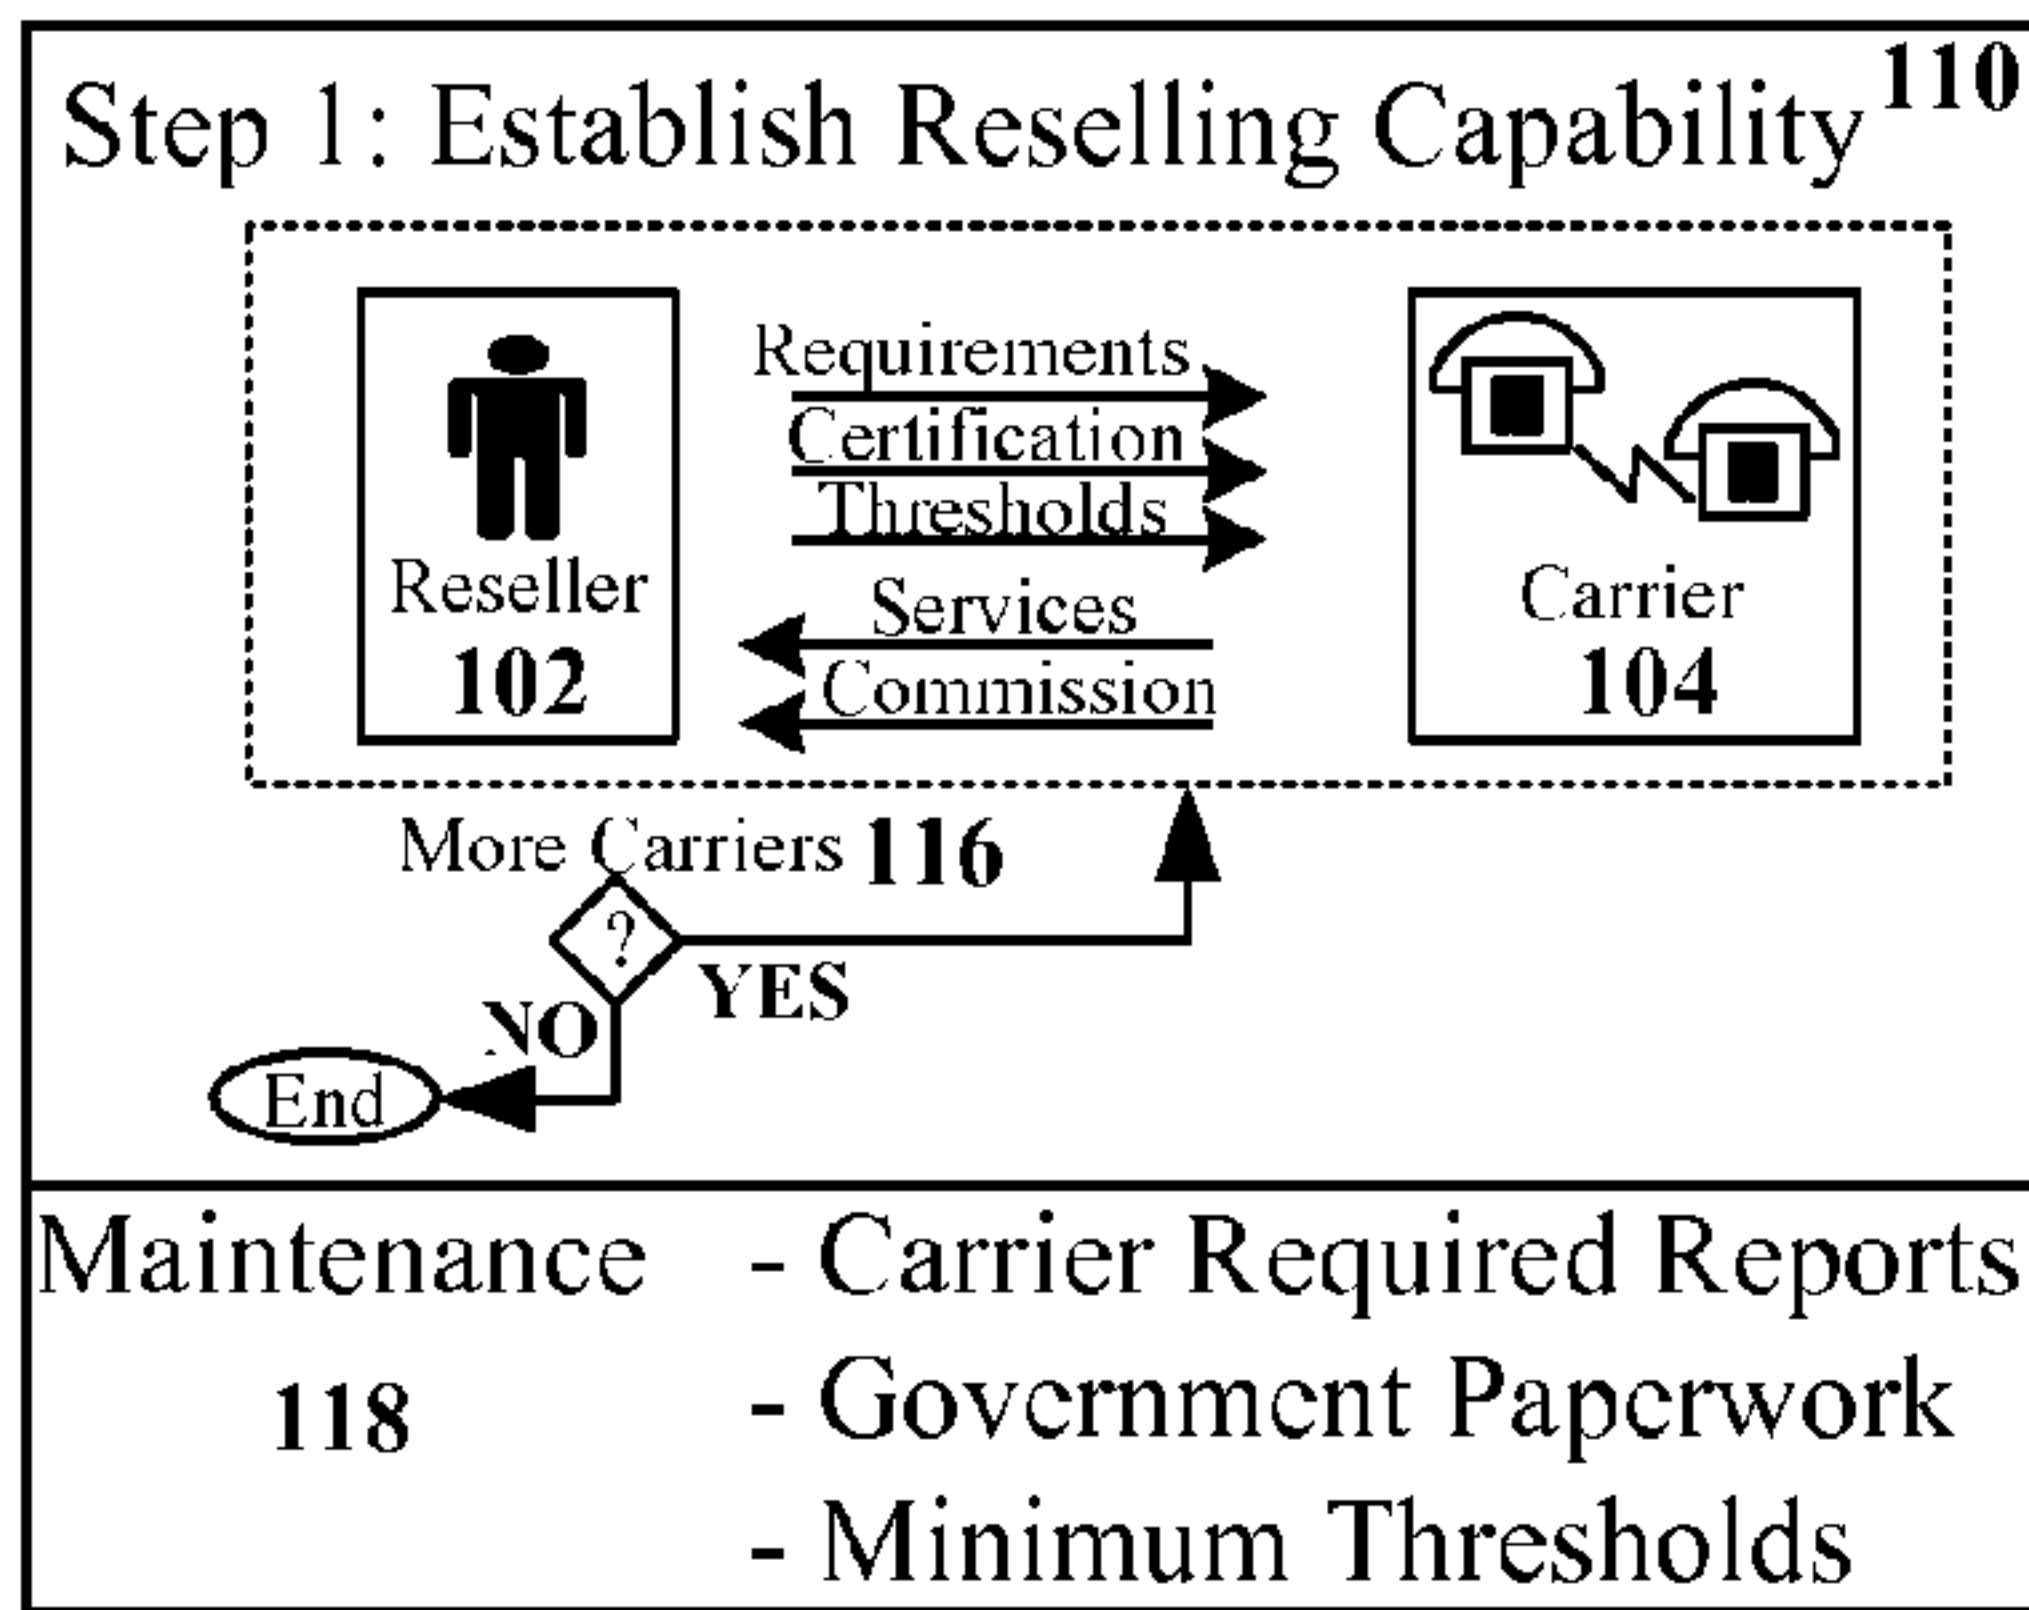 Step 1: Establish Reselling Capability 110
Requirements
Certification
Thresholds
Reseller
102
Services
Commission
Carrier
104
More Carriers 116
?
YES
NO
End
Maintenance - Carrier Required Reports
118 - Government Paperwork
- Minimum Thresholds